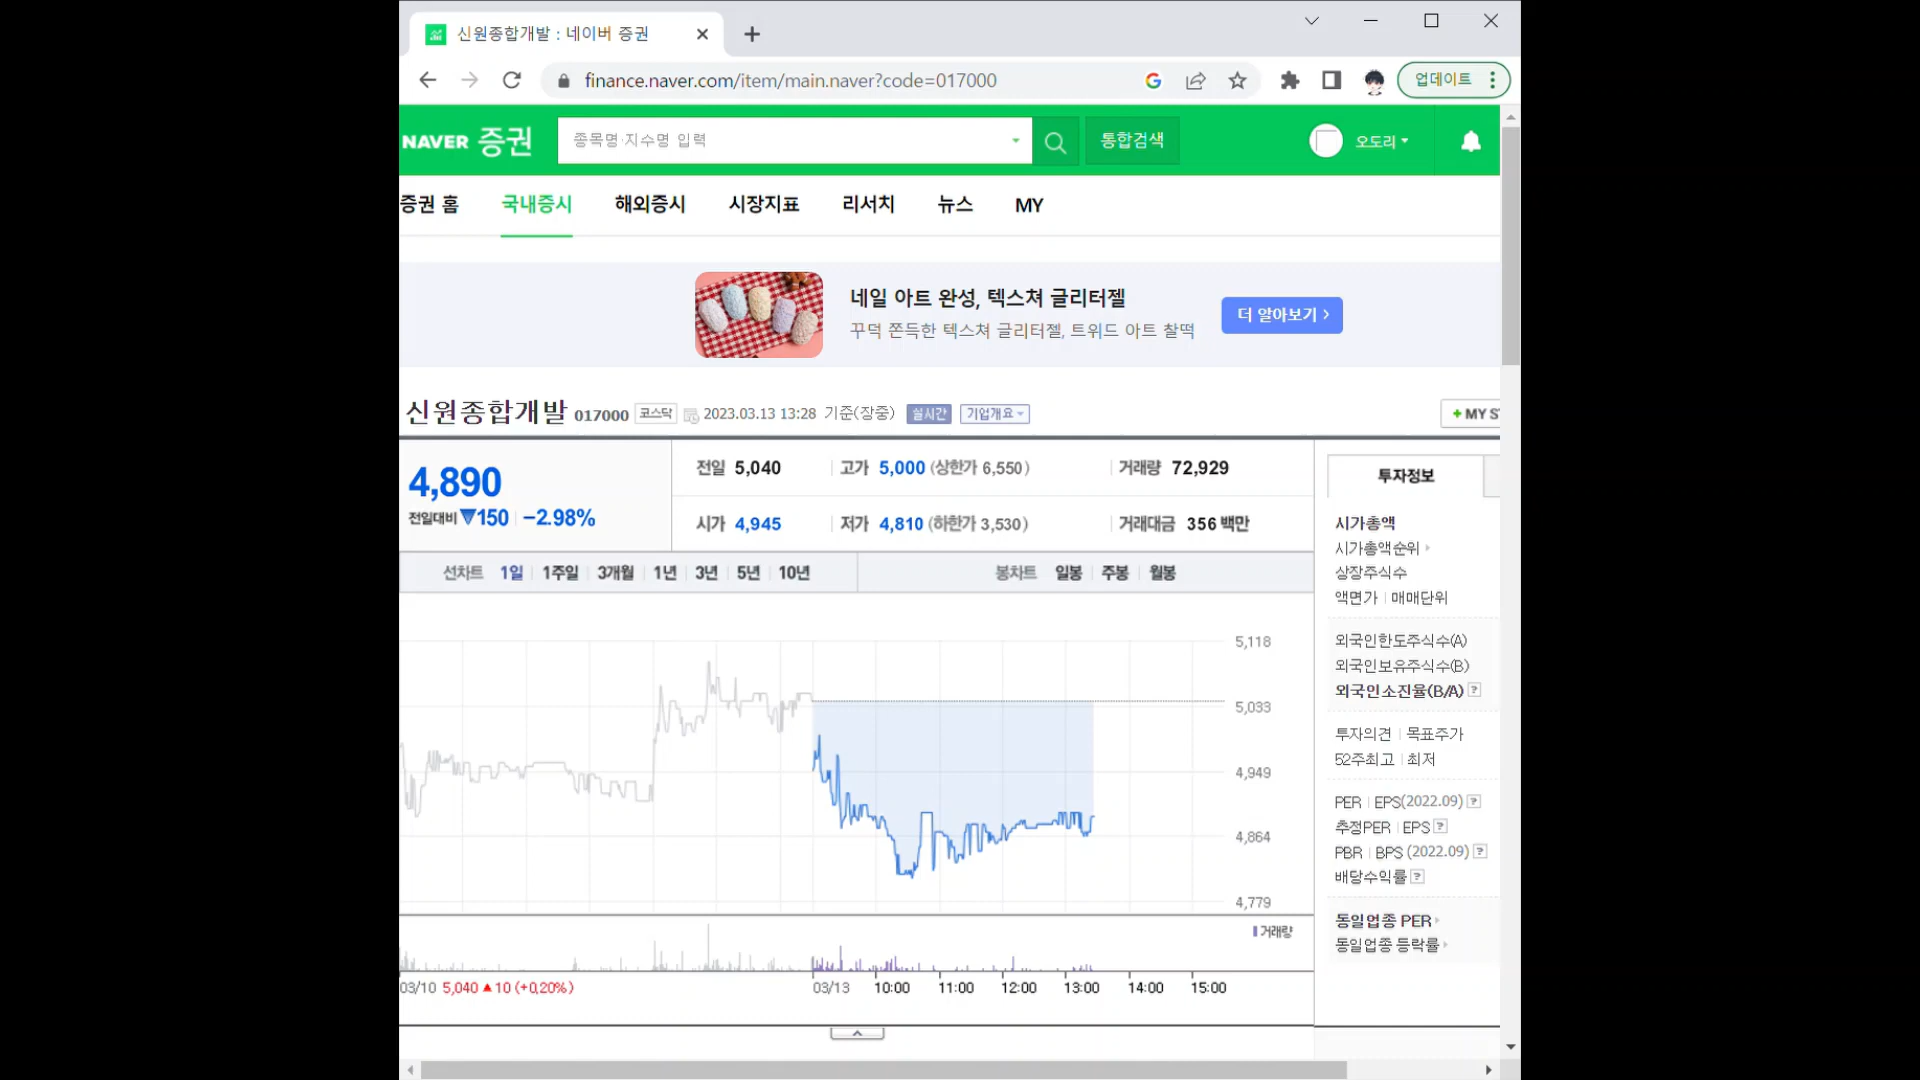 신원종합개발 : 네이버 증권
finance.naver.com/item/main.naver?code=017000
업데이트
NAVER 증권
종목명·지수명 입력
통합검색
오도리
증권 홈 국내증시 해외증시 시장지표 리서치 뉴스 MY
네일 아트 완성, 텍스쳐 글리터젤
꾸덕 쫀득한 텍스쳐 글리터젤, 트위드 아트 찰떡
더 알아보기 >
신원종합개발 017000 코스닥 2023.03.13 13:28 기준(장중) 실시간 기업개요
+ MY S
4,890
전일대비 ▼150 | -2.98%
전일 5,040 | 고가 5,000 (상한가 6,550) | 거래량 72,929
시가 4,945 | 저가 4,810 (하한가 3,530) | 거래대금 356 백만
선차트 1일 1주일 3개월 1년 3년 5년 10년
봉차트 일봉 주봉 월봉
5,118
5,033
4,949
4,864
4,779
거래량
03/10 5,040 ▲10 (+0.20%)
03/13 10:00 11:00 12:00 13:00 14:00 15:00
투자정보
시가총액
시가총액순위
상장주식수
액면가 | 매매단위
외국인한도주식수(A)
외국인보유주식수(B)
외국인소진율(B/A) ?
투자의견 | 목표주가
52주최고 | 최저
PER | EPS(2022.09) ?
추정PER | EPS ?
PBR | BPS (2022.09) ?
배당수익률 ?
동일업종 PER
동일업종 등락률